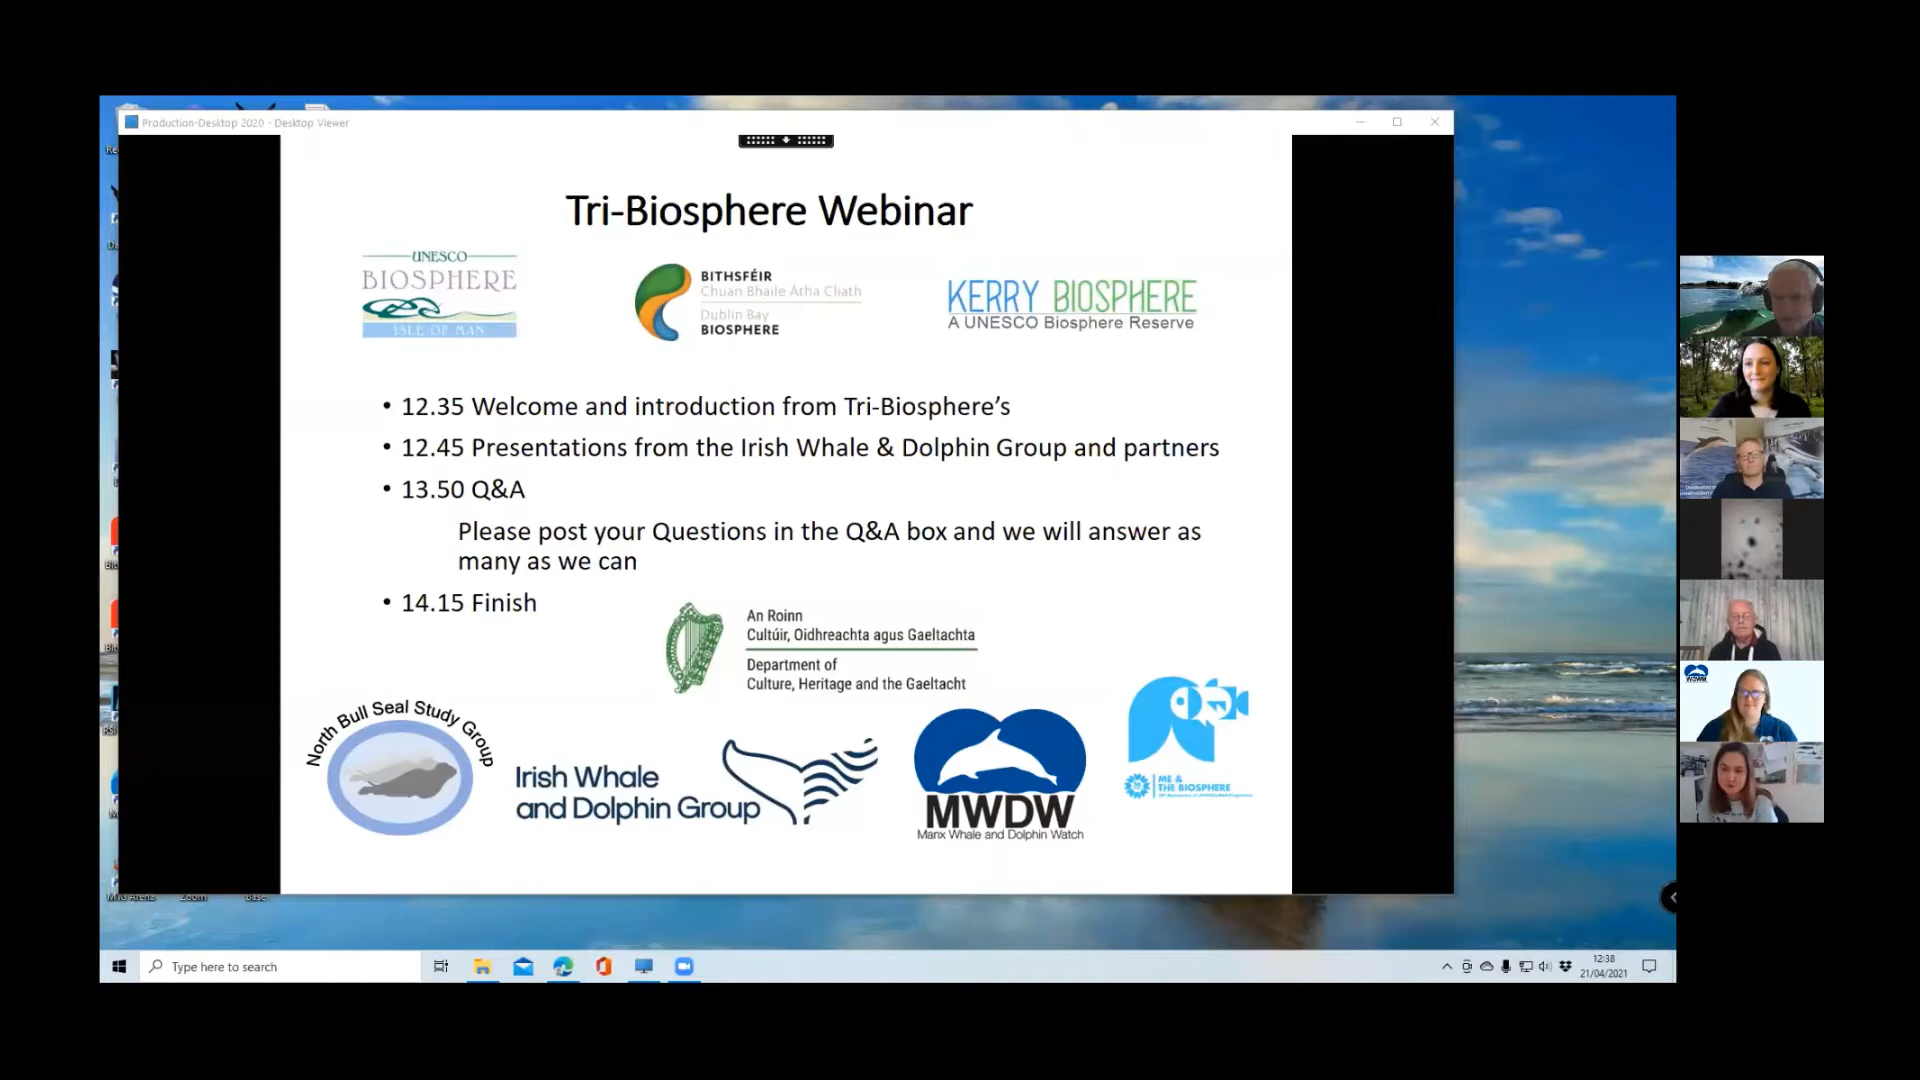 Production-Desktop 2020 - Desktop Viewer
Tri-Biosphere Webinar
UNESCO
BIOSPHERE
ISLE OF MAN
BITHSFÉIR
Chuan Bhaile Átha Cliath
Dublin Bay
BIOSPHERE
KERRY BIOSPHERE
A UNESCO Biosphere Reserve
• 12.35 Welcome and introduction from Tri-Biosphere’s
• 12.45 Presentations from the Irish Whale & Dolphin Group and partners
• 13.50 Q&A
Please post your Questions in the Q&A box and we will answer as
many as we can
• 14.15 Finish
An Roinn
Cultúir, Oidhreachta agus Gaeltachta
Department of
Culture, Heritage and the Gaeltacht
North Bull Seal Study Group
Irish Whale
and Dolphin Group
MWDW
Manx Whale and Dolphin Watch
ME &
THE BIOSPHERE
Zoom
Type here to search
12:38
21/04/2021